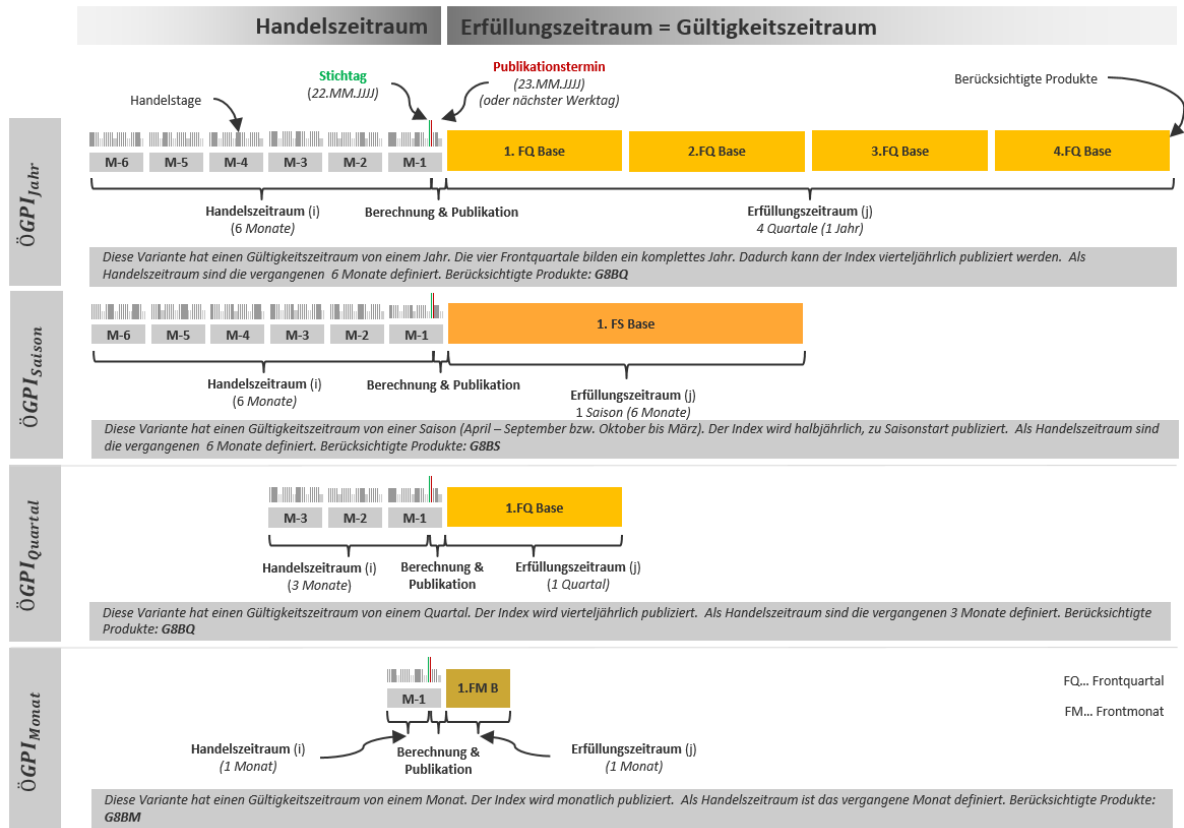 Handelszeitraum
Erfüllungszeitraum = Gültigkeitszeitraum
Stichtag
(22.MM.JJJJ)
Publikationstermin
(23.MM.JJJJ)
(oder nächster Werktag)
Handelstage
Berücksigtigte Produkte
ÖGPI Jahr
M-6 M-5 M-4 M-3 M-2 M-1
1. FQ Base 2.FQ Base 3.FQ Base 4.FQ Base
Handelszeitraum (i)
(6 Monate)
Berechnung & Publikation
Erfüllungszeitraum (j)
4 Quartale (1 Jahr)
Diese Variante hat einen Gültigkeitszeitraum von einem Jahr. Die vier Frontquartale bilden ein komplettes Jahr. Dadurch kann der Index vierteljährlich publiziert werden. Als
Handelszeitraum sind die vergangenen 6 Monate definiert. Berücksichtigte Produkte: G8BQ
ÖGPI Saison
M-6 M-5 M-4 M-3 M-2 M-1
1. FS Base
Handelszeitraum (i)
(6 Monate)
Berechnung & Publikation
Erfüllungszeitraum (j)
1 Saison (6 Monate)
Diese Variante hat einen Gültigkeitszeitraum von einer Saison (April – September bzw. Oktober bis März). Der Index wird halbjährlich, zu Saisonstart publiziert. Als Handelszeitraum sind
die vergangenen 6 Monate definiert. Berücksichtigte Produkte: G8BS
ÖGPI Quartal
M-3 M-2 M-1
1.FQ Base
Handelszeitraum (i)
(3 Monate)
Berechnung &
Publikation
Erfüllungszeitraum (j)
(1 Quartal)
Diese Variante hat einen Gültigkeitszeitraum von einem Quartal. Der Index wird vierteljährlich publiziert. Als Handelszeitraum sind die vergangenen 3 Monate definiert. Berücksichtigte
Produkte: G8BQ
ÖGPI Monat
M-1
1.FM B
FQ... Frontquartal
FM... Frontmonat
Handelszeitraum (i)
(1 Monat)
Berechnung &
Publikation
Erfüllungszeitraum (j)
(1 Monat)
Diese Variante hat einen Gültigkeitszeitraum von einem Monat. Der Index wird monatlich publiziert. Als Handelszeitraum ist das vergangene Monat definiert. Berücksichtigte Produkte:
G8BM